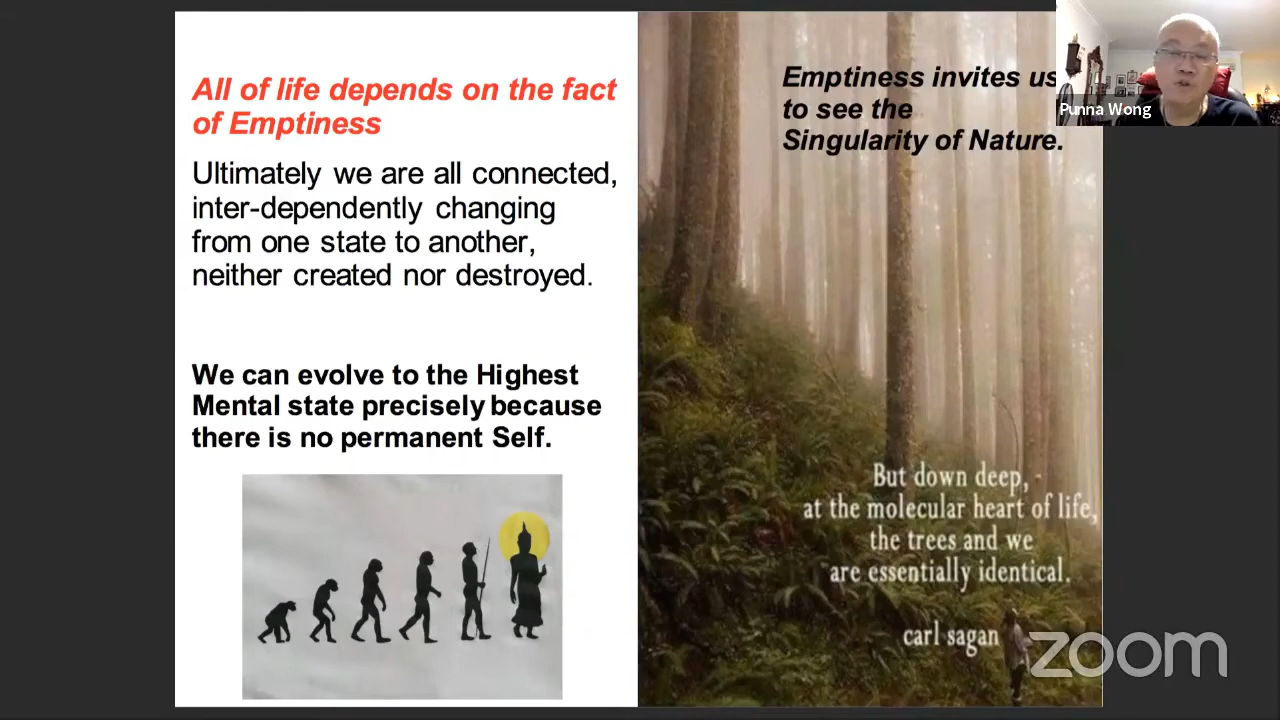 All of life depends on the fact
of Emptiness
Ultimately we are all connected,
inter-dependently changing
from one state to another,
neither created nor destroyed.
We can evolve to the Highest
Mental state precisely because
there is no permanent Self.
Emptiness invites us
to see the
Singularity of Nature.
But down deep,
at the molecular heart of life,
the trees and we
are essentially identical.
carl sagan
Punna Wong
zoom